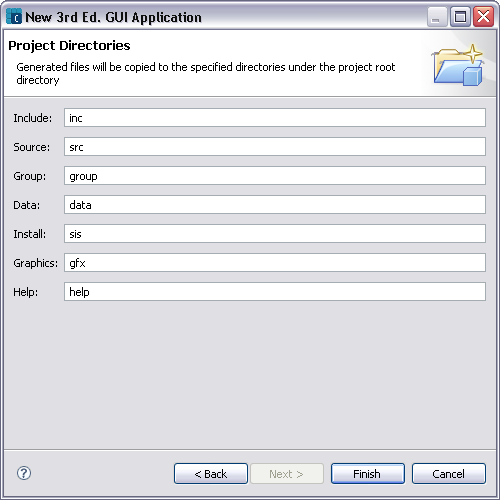 New 3rd Ed. GUI Application
Project Directories
Generated files will be copied to the specified directories under the project root
directory
Include: inc
Source: src
Group: group
Data: data
Install: sis
Graphics: gfx
Help: help
? < Back Next > Finish Cancel